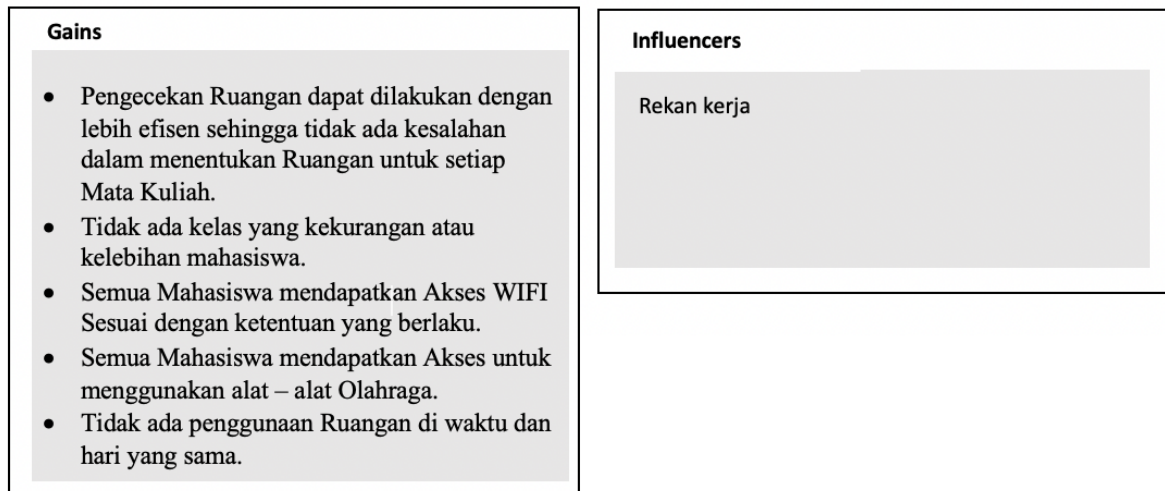 Gains
• Pengecekan Ruangan dapat dilakukan dengan
lebih efisen sehingga tidak ada kesalahan
dalam menentukan Ruangan untuk setiap
Mata Kuliah.
• Tidak ada kelas yang kekurangan atau
kelebihan mahasiswa.
• Semua Mahasiswa mendapatkan Akses WIFI
Sesuai dengan ketentuan yang berlaku.
• Semua Mahasiswa mendapatkan Akses untuk
menggunakan alat – alat Olahraga.
• Tidak ada penggunaan Ruangan di waktu dan
hari yang sama.
Influencers
Rekan kerja